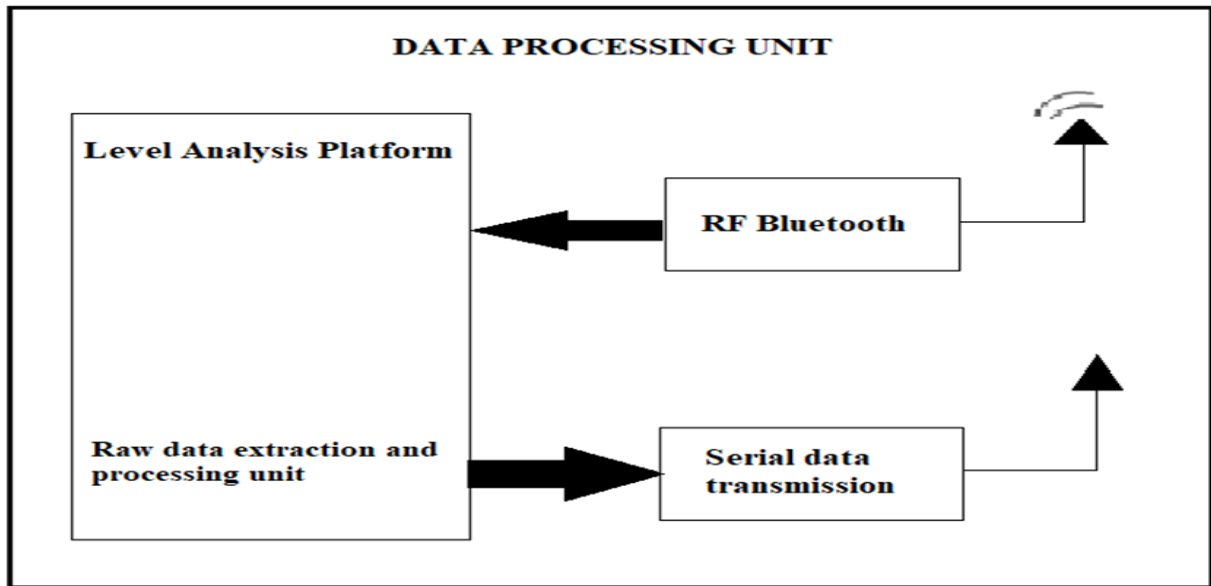 DATA PROCESSING UNIT
Level Analysis Platform
RF Bluetooth
Raw data extraction and
processing unit
Serial data
transmission